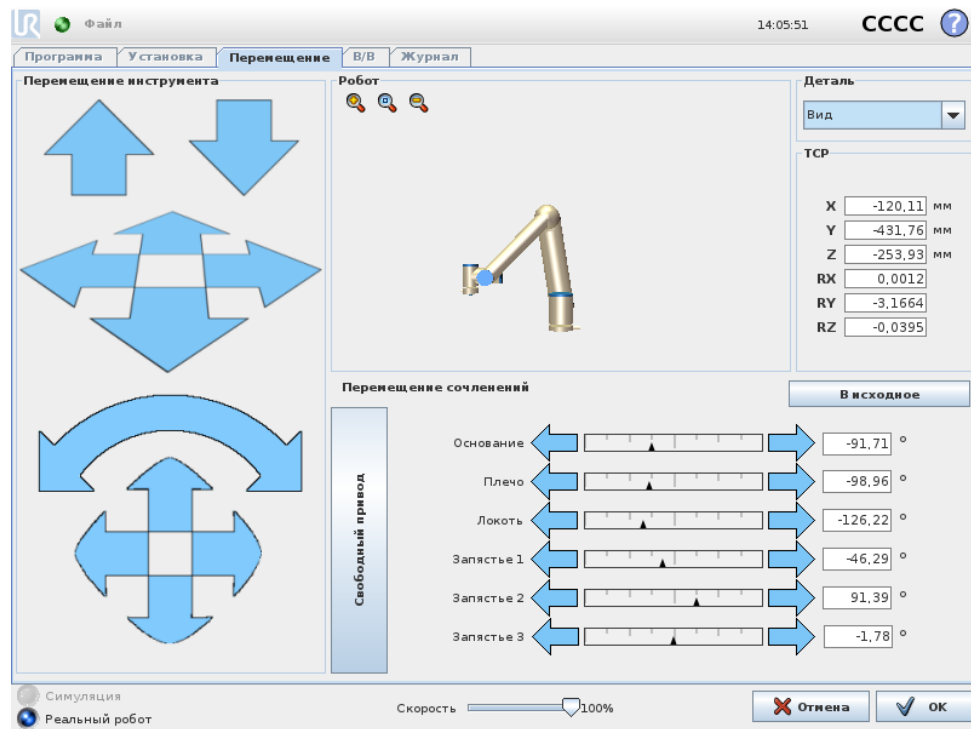 UR Файл 14:05:51 CCCC ?
Программа Установка Перемещение В/В Журнал
Перемещение инструмента
Робот
Деталь
Вид
TCP
X -120,11 мм
Y -431,76 мм
Z -253,93 мм
RX 0,0012
RY -3,1664
RZ -0,0395
Перемещение сочленений
В исходное
Свободный привод
Основание -91,71 °
Плечо -98,96 °
Локоть -126,22 °
Запястье 1 -46,29 °
Запястье 2 91,39 °
Запястье 3 -1,78 °
Симуляция
Реальный робот
Скорость 100%
Отмена
ОК